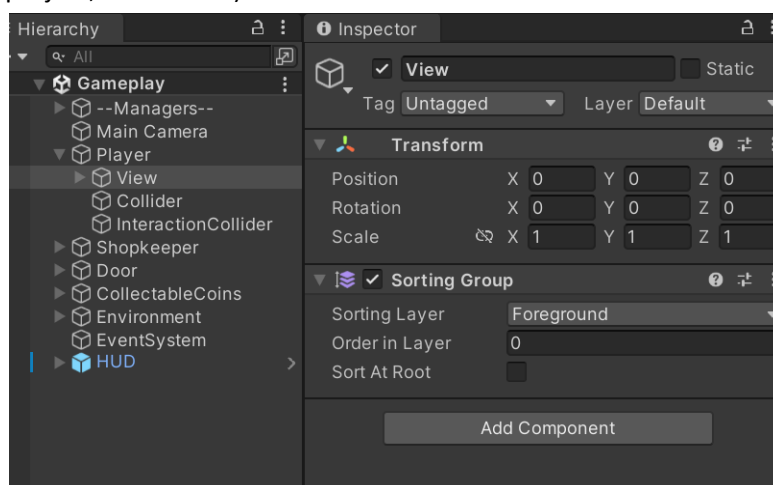 Hierarchy
All
Gameplay
--Managers--
Main Camera
Player
View
Collider
InteractionCollider
Shopkeeper
Door
CollectableCoins
Environment
EventSystem
HUD
Inspector
View
Static
Tag Untagged Layer Default
Transform
Position X 0 Y 0 Z 0
Rotation X 0 Y 0 Z 0
Scale X 1 Y 1 Z 1
Sorting Group
Sorting Layer Foreground
Order in Layer 0
Sort At Root
Add Component